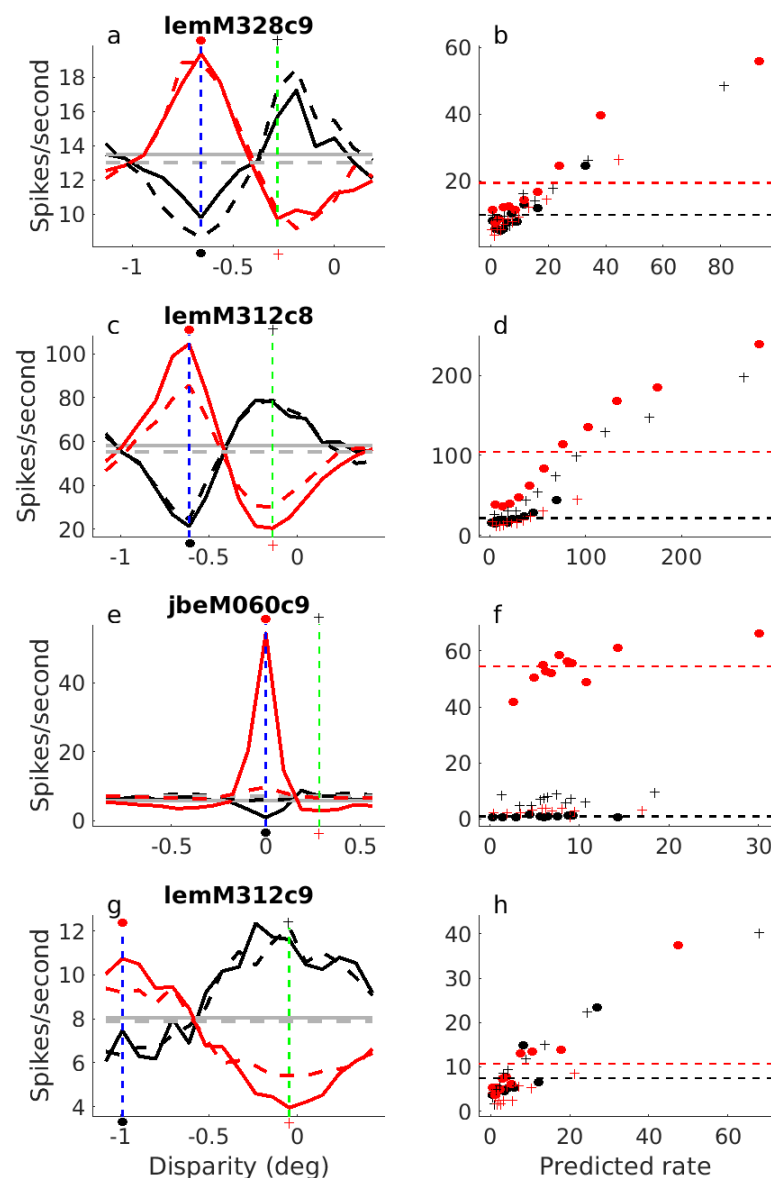 a lemM328c9 b
Spikes/second
18
16
14
12
10
-1 -0.5 0
60
40
20
0
0 20 40 60 80
c lemM312c8 d
Spikes/second
100
80
60
40
20
-1 -0.5 0
200
100
0
0 100 200
e jbeM060c9 f
Spikes/second
40
20
0
-0.5 0 0.5
60
40
20
0
0 10 20 30
g lemM312c9 h
Spikes/second
12
10
8
6
4
-1 -0.5 0
Disparity (deg)
40
30
20
10
0
0 20 40 60
Predicted rate